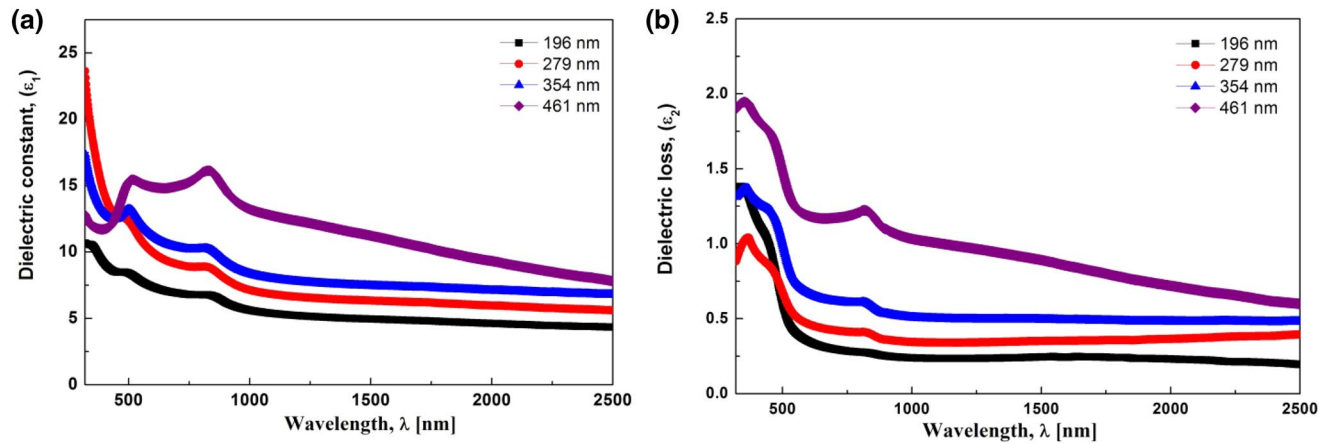 (a)
Dielectric constant, (ε₁)
25
20
15
10
5
0
196 nm
279 nm
354 nm
461 nm
500
1000
1500
2000
2500
Wavelength, λ [nm]
(b)
Dielectric loss, (ε₂)
2.5
2.0
1.5
1.0
0.5
0.0
196 nm
279 nm
354 nm
461 nm
500
1000
1500
2000
2500
Wavelength, λ [nm]